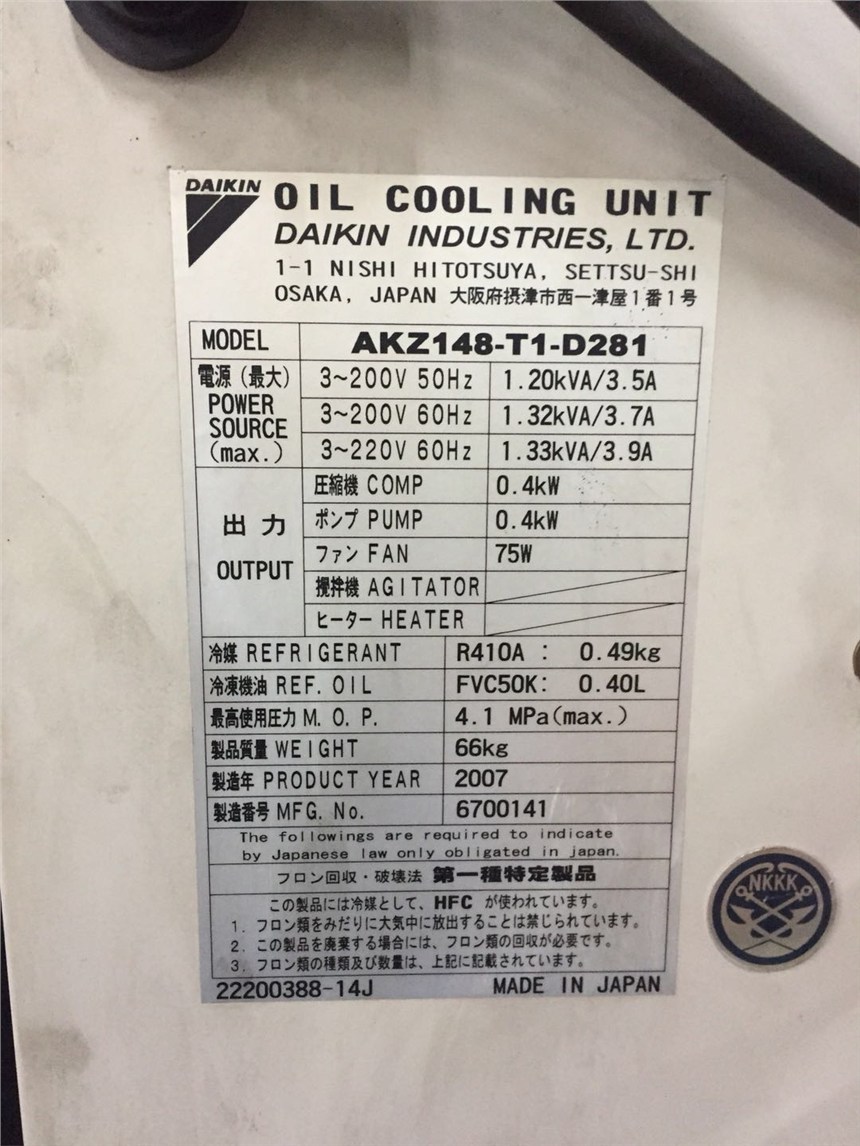 DAIKIN OIL COOLING UNIT
DAIKIN INDUSTRIES, LTD.
1-1 NISHI HITOTSUYA, SETTSU-SHI
OSAKA, JAPAN 大阪府摂津市西一津屋1番1号
MODEL AKZ148-T1-D281
電源(最大) POWER SOURCE (max.)
3~200V 50Hz 1.20kVA/3.5A
3~200V 60Hz 1.32kVA/3.7A
3~220V 60Hz 1.33kVA/3.9A
出力 OUTPUT
圧縮機 COMP 0.4kW
ポンプ PUMP 0.4kW
ファン FAN 75W
攪拌機 AGITATOR
ヒーター HEATER
冷媒 REFRIGERANT R410A : 0.49kg
冷凍機油 REF. OIL FVC50K: 0.40L
最高使用圧力 M. O. P. 4.1 MPa(max.)
製品質量 WEIGHT 66kg
製造年 PRODUCT YEAR 2007
製造番号 MFG. No. 6700141
The followings are required to indicate
by Japanese law only obligated in japan.
フロン回収・破壊法 第一種特定製品
この製品には冷媒として、HFC が使われています。
1. フロン類をみだりに大気中に放出することは禁じられています。
2. この製品を廃棄する場合には、フロン類の回収が必要です。
3. フロン類の種類及び数量は、上記に記載されています。
22200388-14J MADE IN JAPAN
NKKK